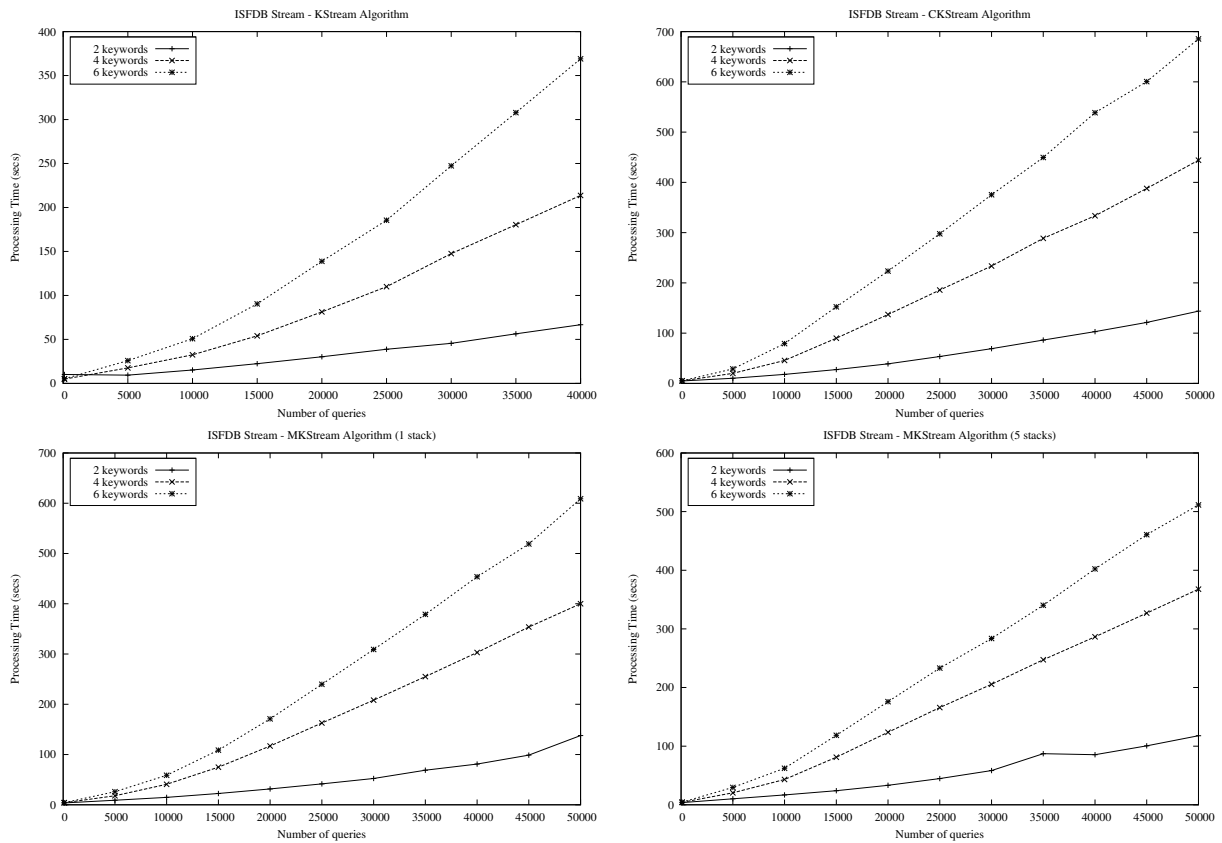 ISFDB Stream - KStream Algorithm
400
350
300
250
200
150
100
50
0
Processing Time (secs)
2 keywords
4 keywords
6 keywords
0 5000 10000 15000 20000 25000 30000 35000 40000
Number of queries
ISFDB Stream - CKStream Algorithm
700
600
500
400
300
200
100
0
Processing Time (secs)
2 keywords
4 keywords
6 keywords
0 5000 10000 15000 20000 25000 30000 35000 40000 45000 50000
Number of queries
ISFDB Stream - MKStream Algorithm (1 stack)
700
600
500
400
300
200
100
0
Processing Time (secs)
2 keywords
4 keywords
6 keywords
0 5000 10000 15000 20000 25000 30000 35000 40000 45000 50000
Number of queries
ISFDB Stream - MKStream Algorithm (5 stacks)
600
500
400
300
200
100
0
Processing Time (secs)
2 keywords
4 keywords
6 keywords
0 5000 10000 15000 20000 25000 30000 35000 40000 45000 50000
Number of queries